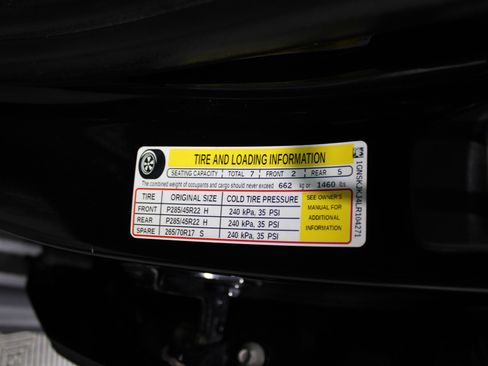 TIRE AND LOADING INFORMATION
SEATING CAPACITY TOTAL 7 FRONT 2 REAR 5
The combined weight of occupants and cargo should never exceed 662 kg or 1460 lbs
TIRE ORIGINAL SIZE COLD TIRE PRESSURE
FRONT P285/45R22 H 240 kPa, 35 PSI
REAR P285/45R22 H 240 kPa, 35 PSI
SPARE 265/70R17 S 240 kPa, 35 PSI
SEE OWNER'S
MANUAL FOR
ADDITIONAL
INFORMATION
1GNSKJKJ4LR104271